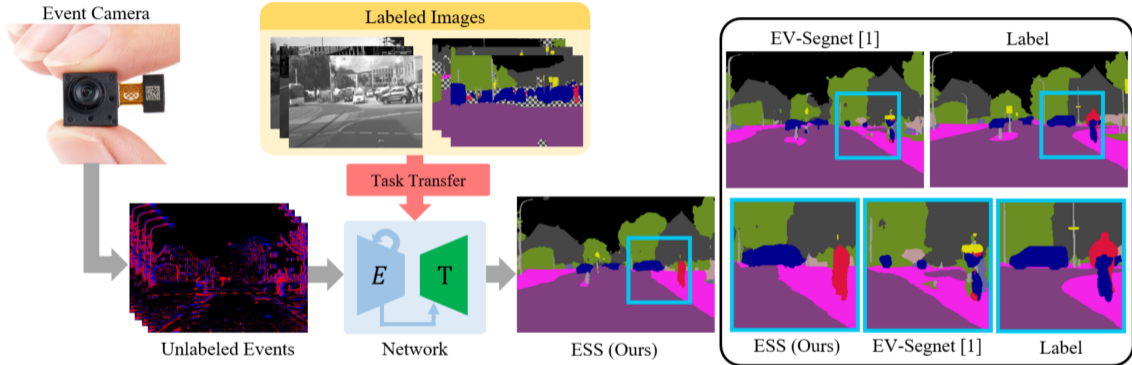 Event Camera
Labeled Images
Task Transfer
E
T
Unlabeled Events
Network
ESS (Ours)
EV-Segnet [1]
Label
ESS (Ours)
EV-Segnet [1]
Label